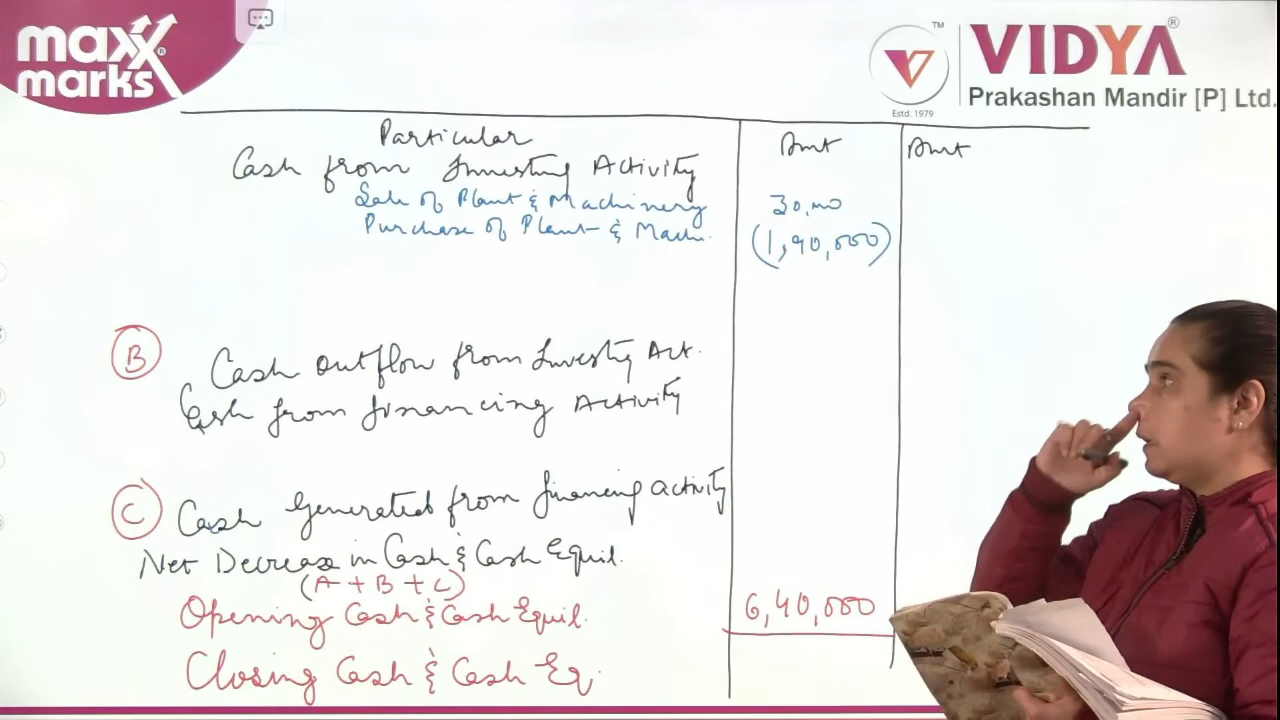 maxx
marks
VIDYA
Prakashan Mandir [P] Ltd.
Estd. 1979
TM
®
Particular Amt Amt
Cash from Investing Activity
Sale of Plant & Machinery 30,000
Purchase of Plant & Mach. (1,90,000)
B Cash outflow from Investig Act.
Cash from financing Activity
C Cash Generated from financing activity
Net Decrease in Cash & Cash Equil.
(A + B + C)
Opening Cash & Cash Equil. 6,40,000
Closing Cash & Cash Eq.